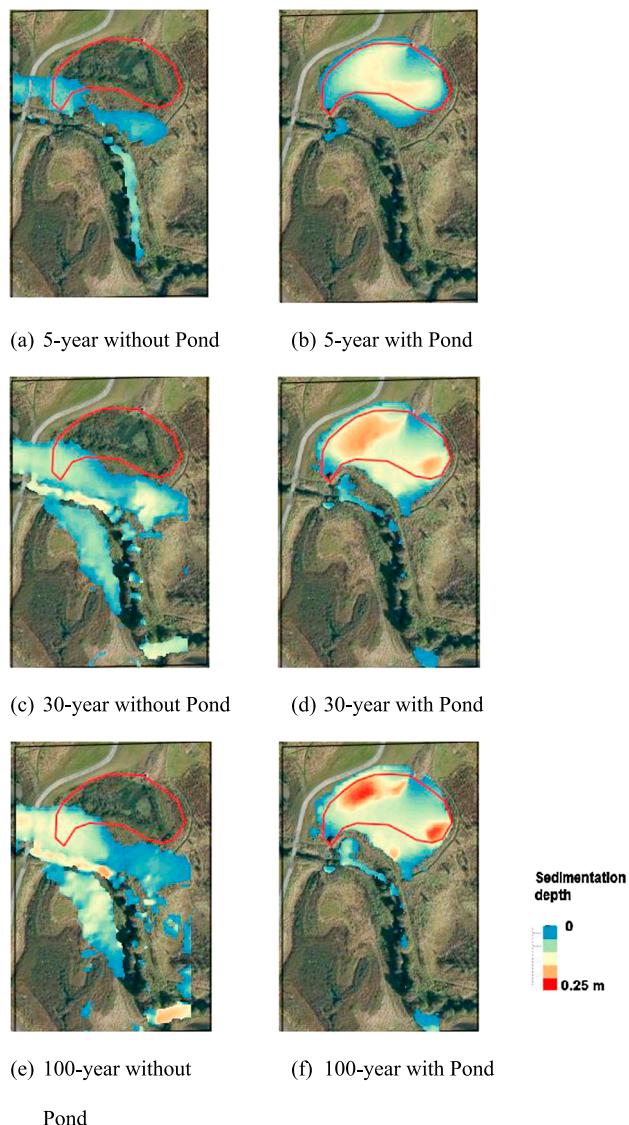 (a) 5-year without Pond
(b) 5-year with Pond
(c) 30-year without Pond
(d) 30-year with Pond
Sedimentation
depth
0
0.25 m
(e) 100-year without
Pond
(f) 100-year with Pond